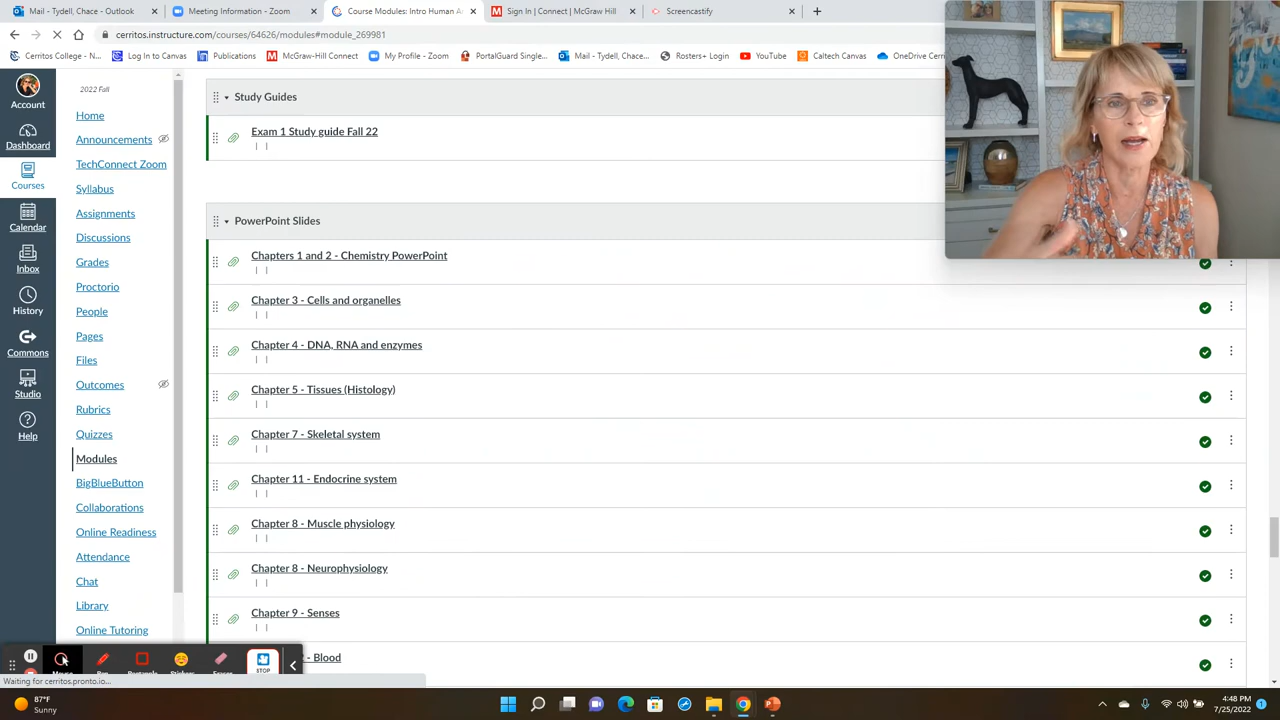 Mail - Tydell, Chace - Outlook
Meeting Information - Zoom
Course Modules: Intro Human An
Sign In | Connect | McGraw Hill
Screencastify
cerritos.instructure.com/courses/64626/modules#module_269981
Cerritos College - N...
Log In to Canvas
Publications
McGraw-Hill Connect
My Profile - Zoom
PortalGuard Single...
Mail - Tydell, Chace...
Rosters+ Login
YouTube
Caltech Canvas
OneDrive Cerri
Account
Dashboard
Courses
Calendar
Inbox
History
Commons
Studio
Help
2022 Fall
Home
Announcements
TechConnect Zoom
Syllabus
Assignments
Discussions
Grades
Proctorio
People
Pages
Files
Outcomes
Rubrics
Quizzes
Modules
BigBlueButton
Collaborations
Online Readiness
Attendance
Chat
Library
Online Tutoring
Study Guides
Exam 1 Study guide Fall 22
PowerPoint Slides
Chapters 1 and 2 - Chemistry PowerPoint
Chapter 3 - Cells and organelles
Chapter 4 - DNA, RNA and enzymes
Chapter 5 - Tissues (Histology)
Chapter 7 - Skeletal system
Chapter 11 - Endocrine system
Chapter 8 - Muscle physiology
Chapter 8 - Neurophysiology
Chapter 9 - Senses
- Blood
STOP
Waiting for cerritos.pronto.io...
87°F
Sunny
4:48 PM
7/25/2022